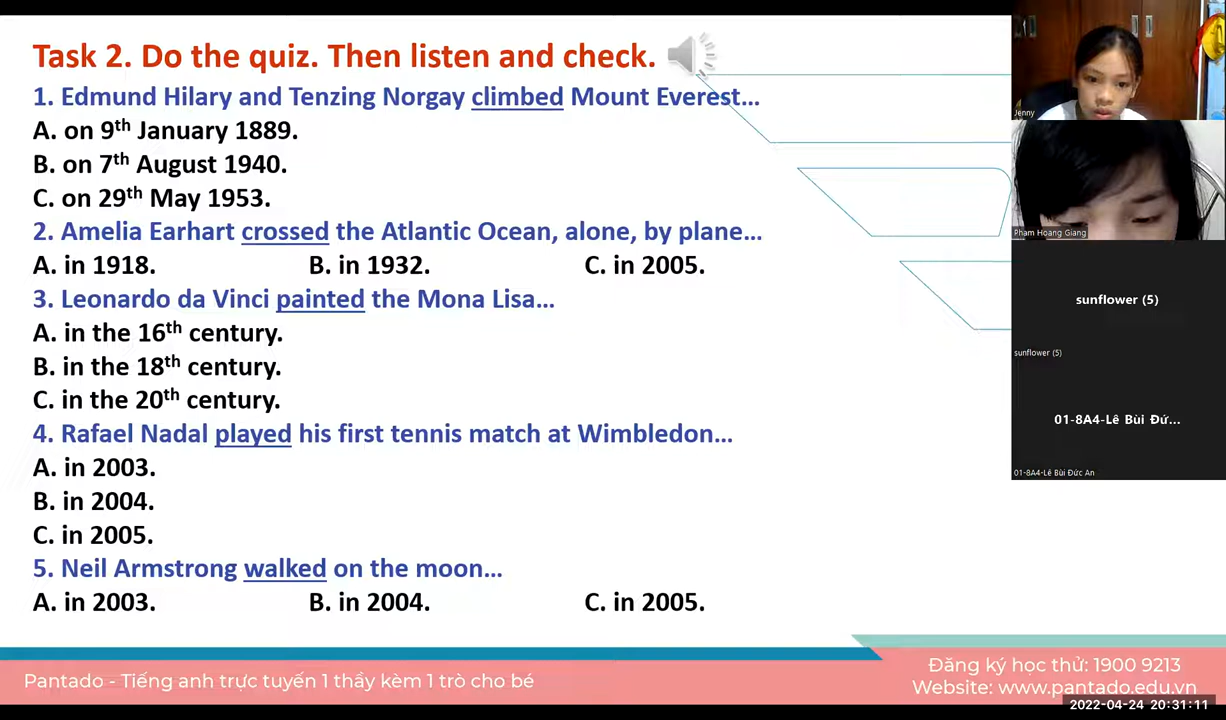 Task 2. Do the quiz. Then listen and check.
1. Edmund Hilary and Tenzing Norgay climbed Mount Everest...
A. on 9th January 1889.
B. on 7th August 1940.
C. on 29th May 1953.
2. Amelia Earhart crossed the Atlantic Ocean, alone, by plane...
A. in 1918. B. in 1932. C. in 2005.
3. Leonardo da Vinci painted the Mona Lisa...
A. in the 16th century.
B. in the 18th century.
C. in the 20th century.
4. Rafael Nadal played his first tennis match at Wimbledon...
A. in 2003.
B. in 2004.
C. in 2005.
5. Neil Armstrong walked on the moon...
A. in 2003. B. in 2004. C. in 2005.
Pantado - Tiếng anh trực tuyến 1 thầy kèm 1 trò cho bé
Đăng ký học thử: 1900 9213
Website: www.pantado.edu.vn
2022-04-24 20:31:11
Jenny
Pham Hoang Giang
sunflower (5)
sunflower (5)
01-8A4-Lê Bùi Đứ...
01-8A4-Lê Bùi Đức An